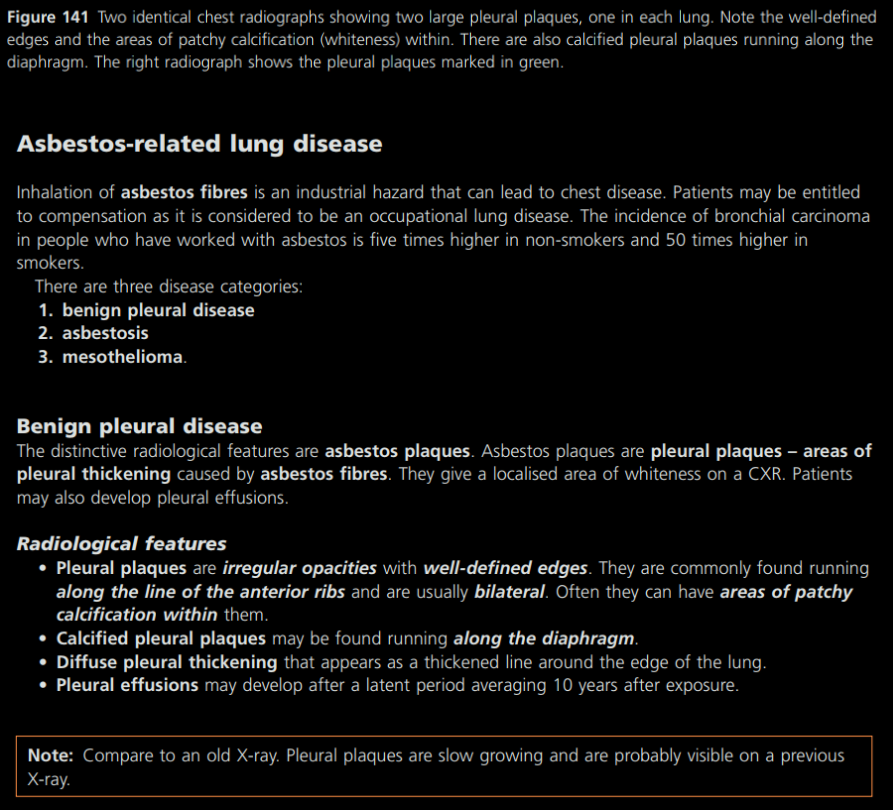 Figure 141 Two identical chest radiographs showing two large pleural plaques, one in each lung. Note the well-defined
edges and the areas of patchy calcification (whiteness) within. There are also calcified pleural plaques running along the
diaphragm. The right radiograph shows the pleural plaques marked in green.
Asbestos-related lung disease
Inhalation of asbestos fibres is an industrial hazard that can lead to chest disease. Patients may be entitled
to compensation as it is considered to be an occupational lung disease. The incidence of bronchial carcinoma
in people who have worked with asbestos is five times higher in non-smokers and 50 times higher in
smokers.
There are three disease categories:
1. benign pleural disease
2. asbestosis
3. mesothelioma.
Benign pleural disease
The distinctive radiological features are asbestos plaques. Asbestos plaques are pleural plaques – areas of
pleural thickening caused by asbestos fibres. They give a localised area of whiteness on a CXR. Patients
may also develop pleural effusions.
Radiological features
• Pleural plaques are irregular opacities with well-defined edges. They are commonly found running
along the line of the anterior ribs and are usually bilateral. Often they can have areas of patchy
calcification within them.
• Calcified pleural plaques may be found running along the diaphragm.
• Diffuse pleural thickening that appears as a thickened line around the edge of the lung.
• Pleural effusions may develop after a latent period averaging 10 years after exposure.
Note: Compare to an old X-ray. Pleural plaques are slow growing and are probably visible on a previous
X-ray.